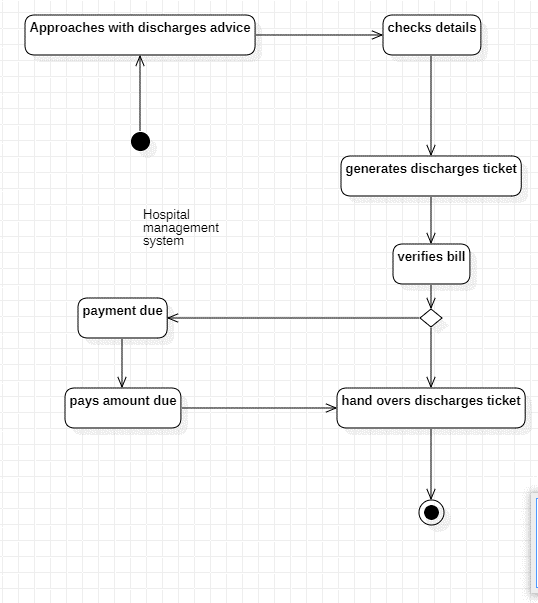 Approaches with discharges advice
checks details
generates discharges ticket
Hospital
management
system
verifies bill
payment due
pays amount due
hand overs discharges ticket